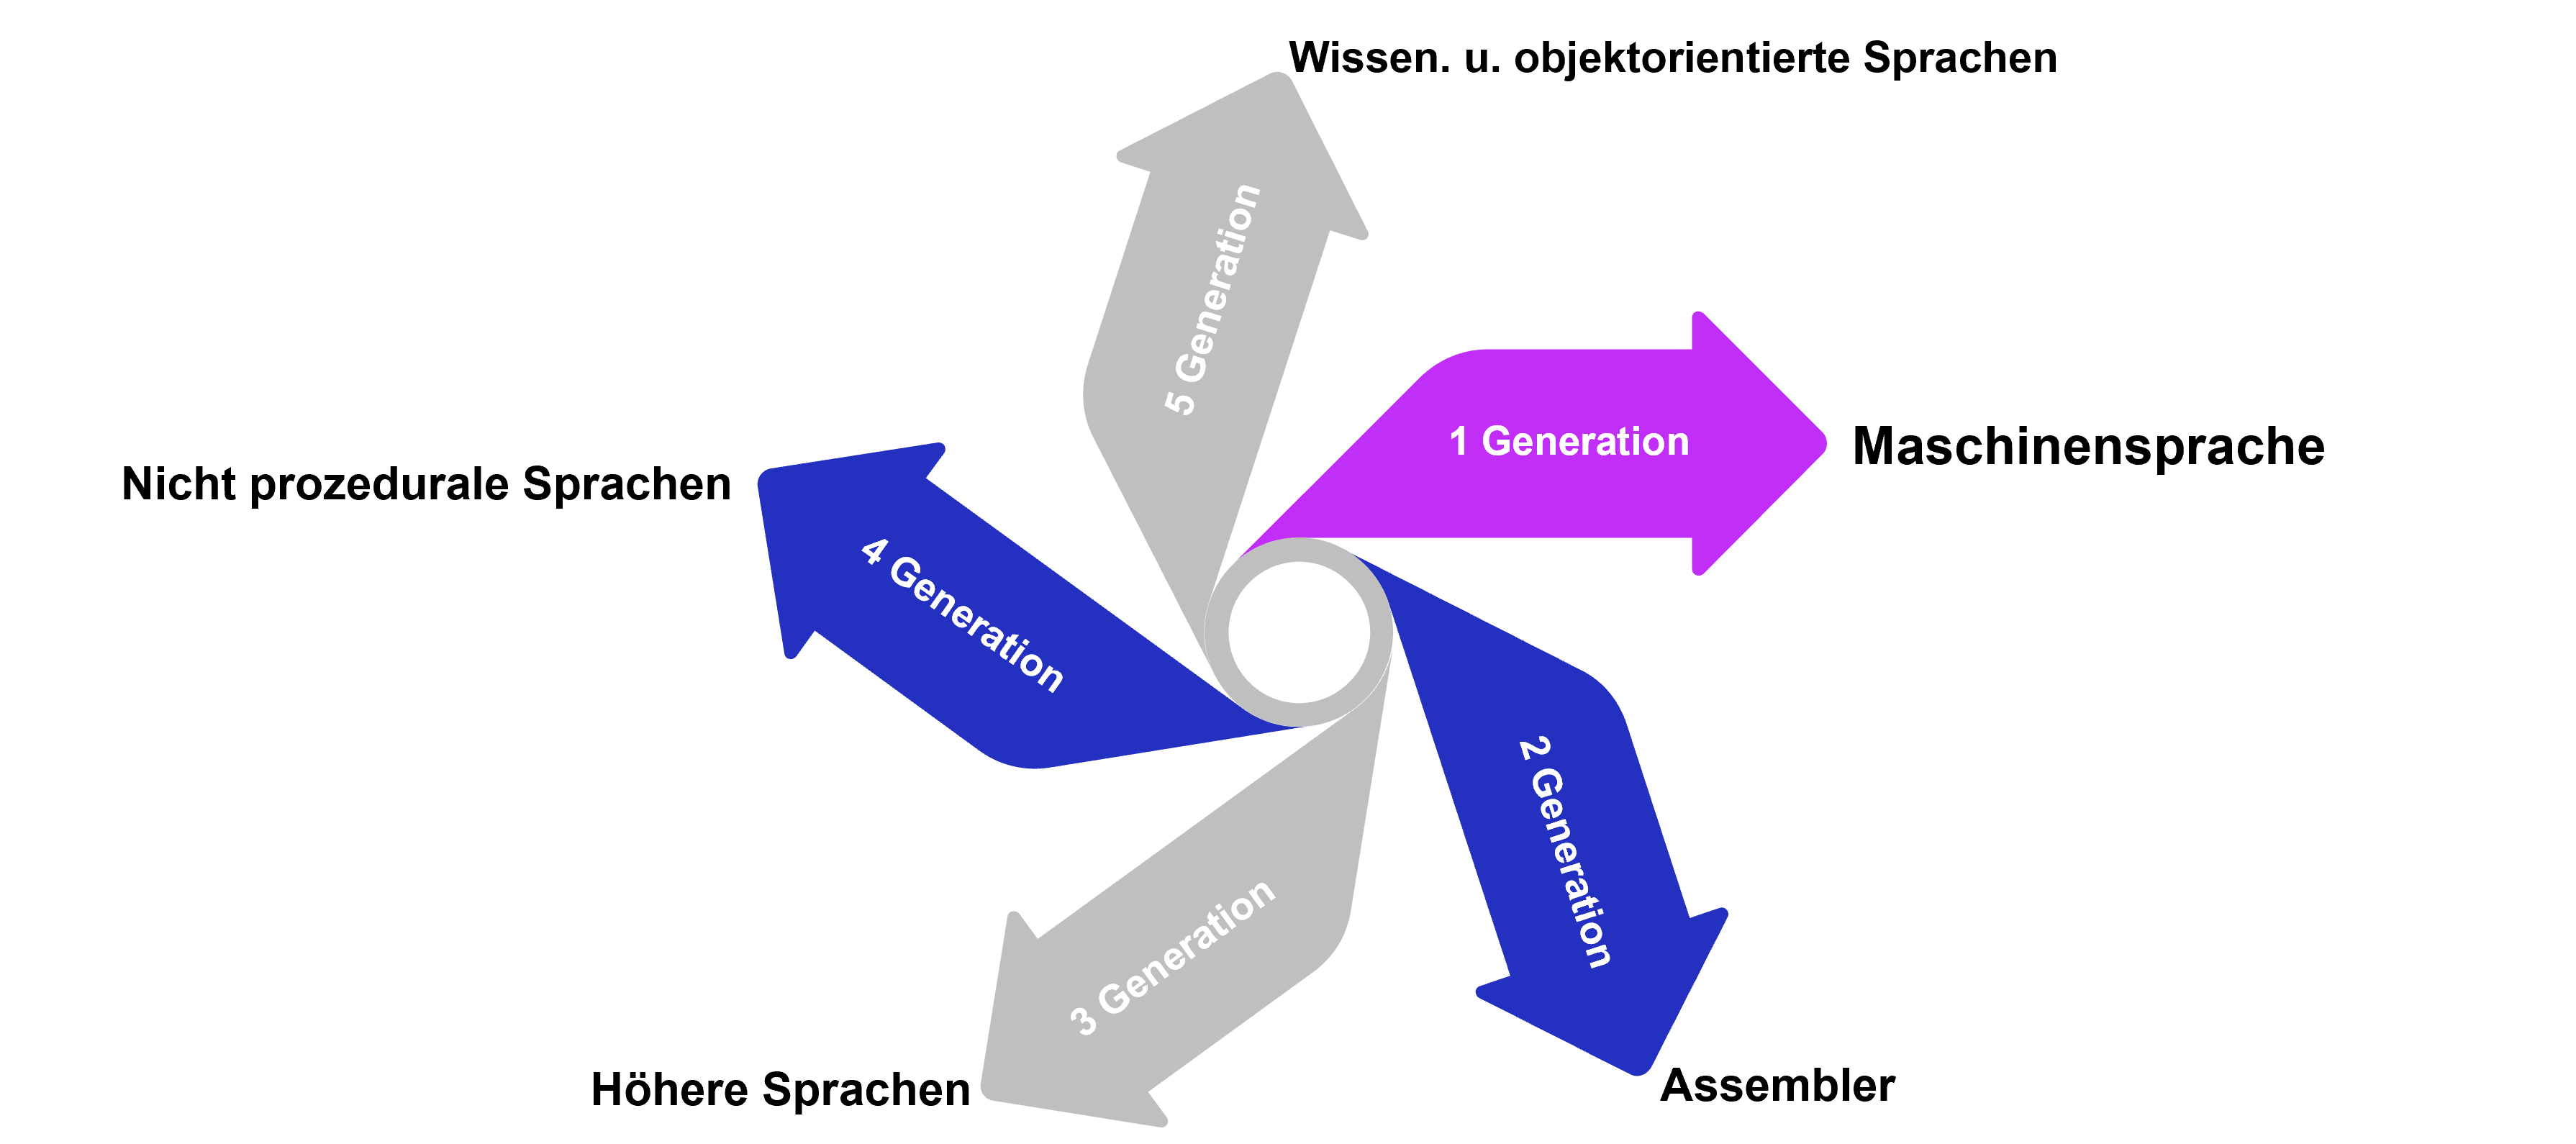 Wissen. u. objektorientierte Sprachen
5 Generation
1 Generation
Maschinensprache
Nicht prozedurale Sprachen
4 Generation
2 Generation
3 Generation
Höhere Sprachen
Assembler